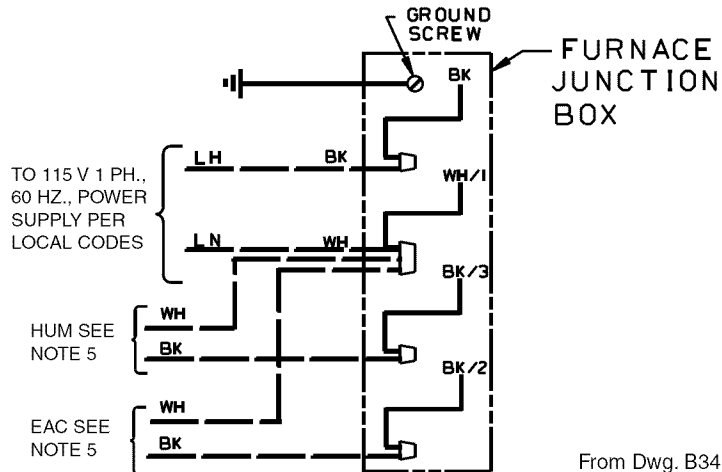 GROUND
SCREW
FURNACE
JUNCTION
BOX
BK
TO 115 V 1 PH.,
60 HZ., POWER
SUPPLY PER
LOCAL CODES
LH
BK
WH/1
LN
WH
BK/3
HUM SEE
NOTE 5
WH
BK
BK/2
EAC SEE
NOTE 5
WH
BK
From Dwg. B34